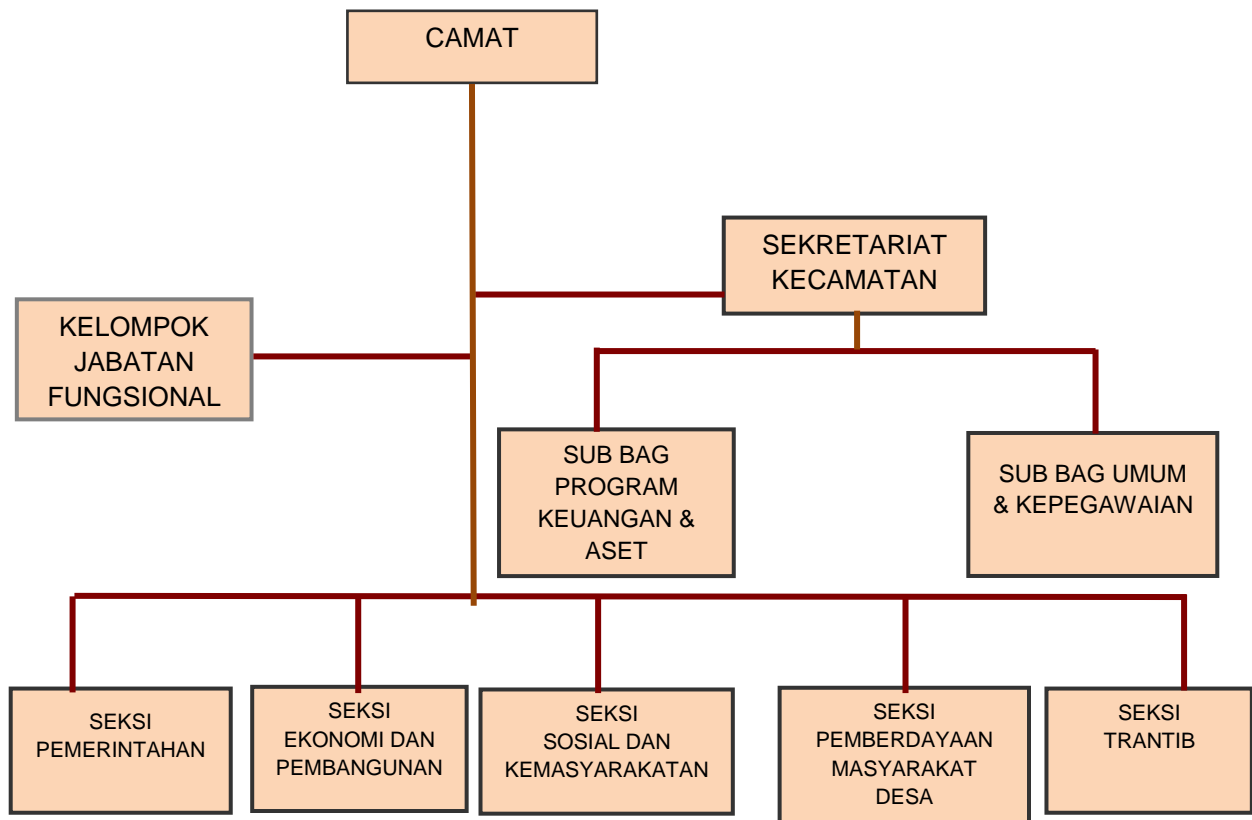 CAMAT
SEKRETARIAT
KECAMATAN
KELOMPOK
JABATAN
FUNGSIONAL
SUB BAG
PROGRAM
KEUANGAN &
ASET
SUB BAG UMUM
& KEPEGAWAIAN
SEKSI
PEMERINTAHAN
SEKSI
EKONOMI DAN
PEMBANGUNAN
SEKSI
SOSIAL DAN
KEMASYARAKATAN
SEKSI
PEMBERDAYAAN
MASYARAKAT
DESA
SEKSI
TRANTIB